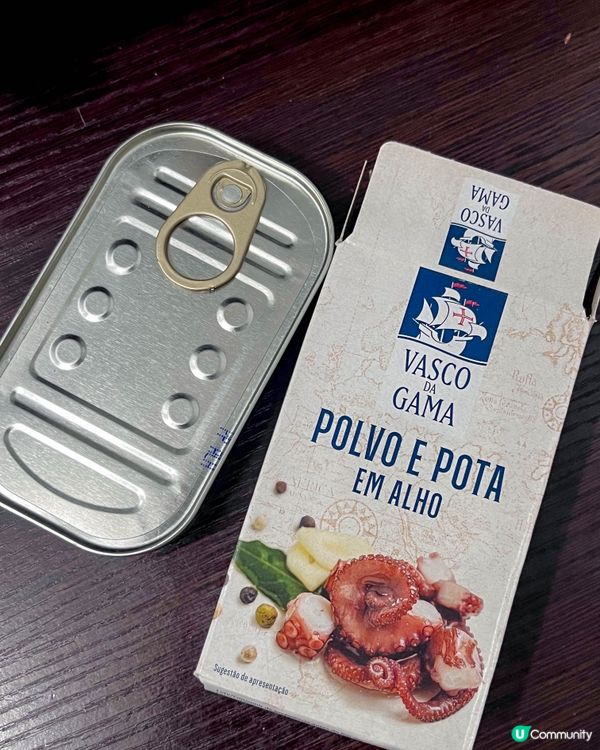 VASCO
DA
GAMA
VASCO
DA
GAMA
POLVO E POTA
EM ALHO
Sugestão de apresentação
U Community